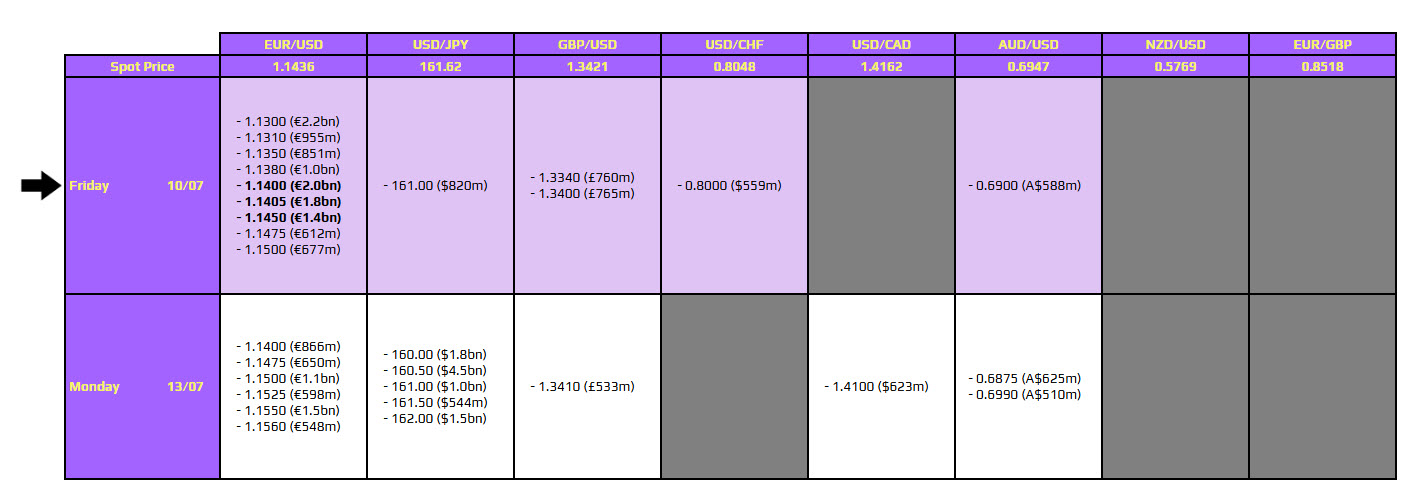 EUR/USD USD/JPY GBP/USD USD/CHF USD/CAD AUD/USD NZD/USD EUR/GBP
Spot Price 1.1436 161.62 1.3421 0.8048 1.4162 0.6947 0.5769 0.8518
Friday 10/07
- 1.1300 (€2.2bn)
- 1.1310 (€955m)
- 1.1350 (€851m)
- 1.1380 (€1.0bn)
- 1.1400 (€2.0bn)
- 1.1405 (€1.8bn)
- 1.1450 (€1.4bn)
- 1.1475 (€612m)
- 1.1500 (€677m)
- 161.00 ($820m)
- 1.3340 (£760m)
- 1.3400 (£765m)
- 0.8000 ($559m)
- 0.6900 (A$588m)
Monday 13/07
- 1.1400 (€866m)
- 1.1475 (€650m)
- 1.1500 (€1.1bn)
- 1.1525 (€598m)
- 1.1550 (€1.5bn)
- 1.1560 (€548m)
- 160.00 ($1.8bn)
- 160.50 ($4.5bn)
- 161.00 ($1.0bn)
- 161.50 ($544m)
- 162.00 ($1.5bn)
- 1.3410 (£533m)
- 1.4100 ($623m)
- 0.6875 (A$625m)
- 0.6990 (A$510m)